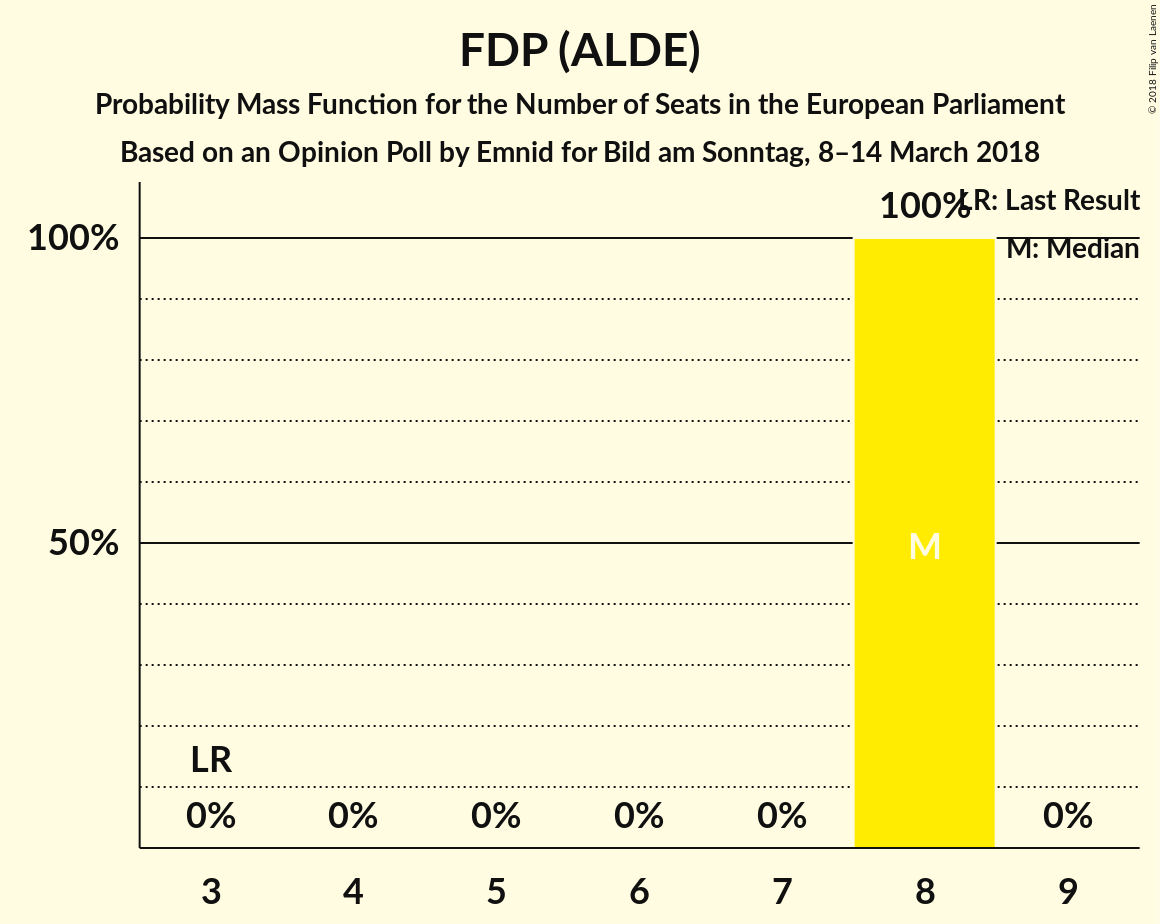 FDP (ALDE)
Probability Mass Function for the Number of Seats in the European Parliament
Based on an Opinion Poll by Emnid for Bild am Sonntag, 8–14 March 2018
© 2018 Filip van Laenen
100%
LR: Last Result
100%
M: Median
50%
M
LR
0%
0%
0%
0%
0%
0%
3
4
5
6
7
8
9